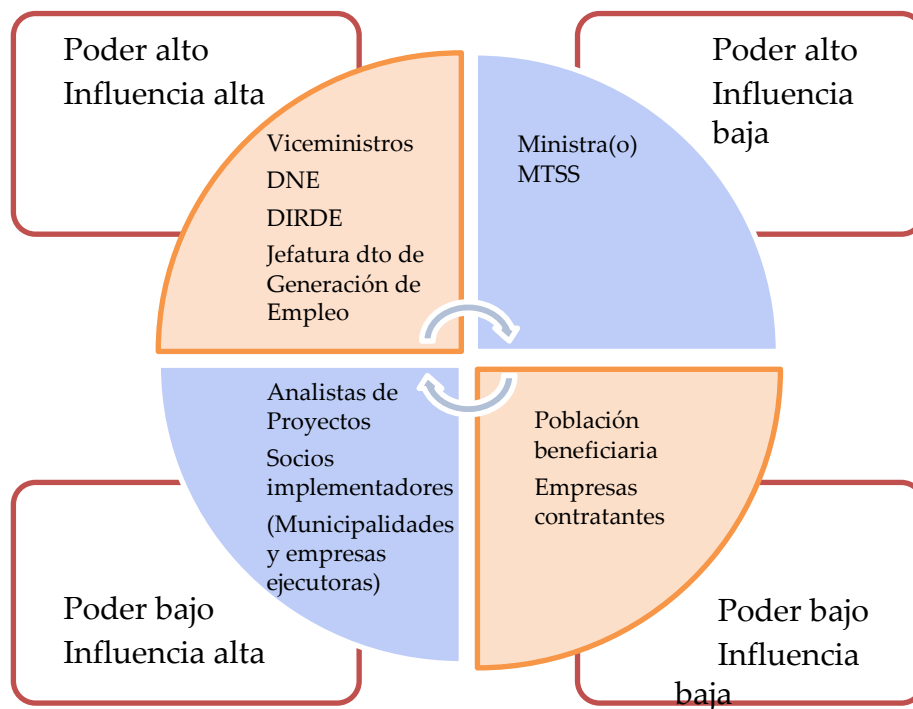 Poder alto
Influencia alta
Poder alto
Influencia
baja
Viceministros
DNE
DIRDE
Jefatura dto de
Generación de
Empleo
Ministra(o)
MTSS
Analistas de
Proyectos
Socios
implementadores
(Municipalidades
y empresas
ejecutoras)
Población
beneficiaria
Empresas
contratantes
Poder bajo
Influencia alta
Poder bajo
Influencia
baja